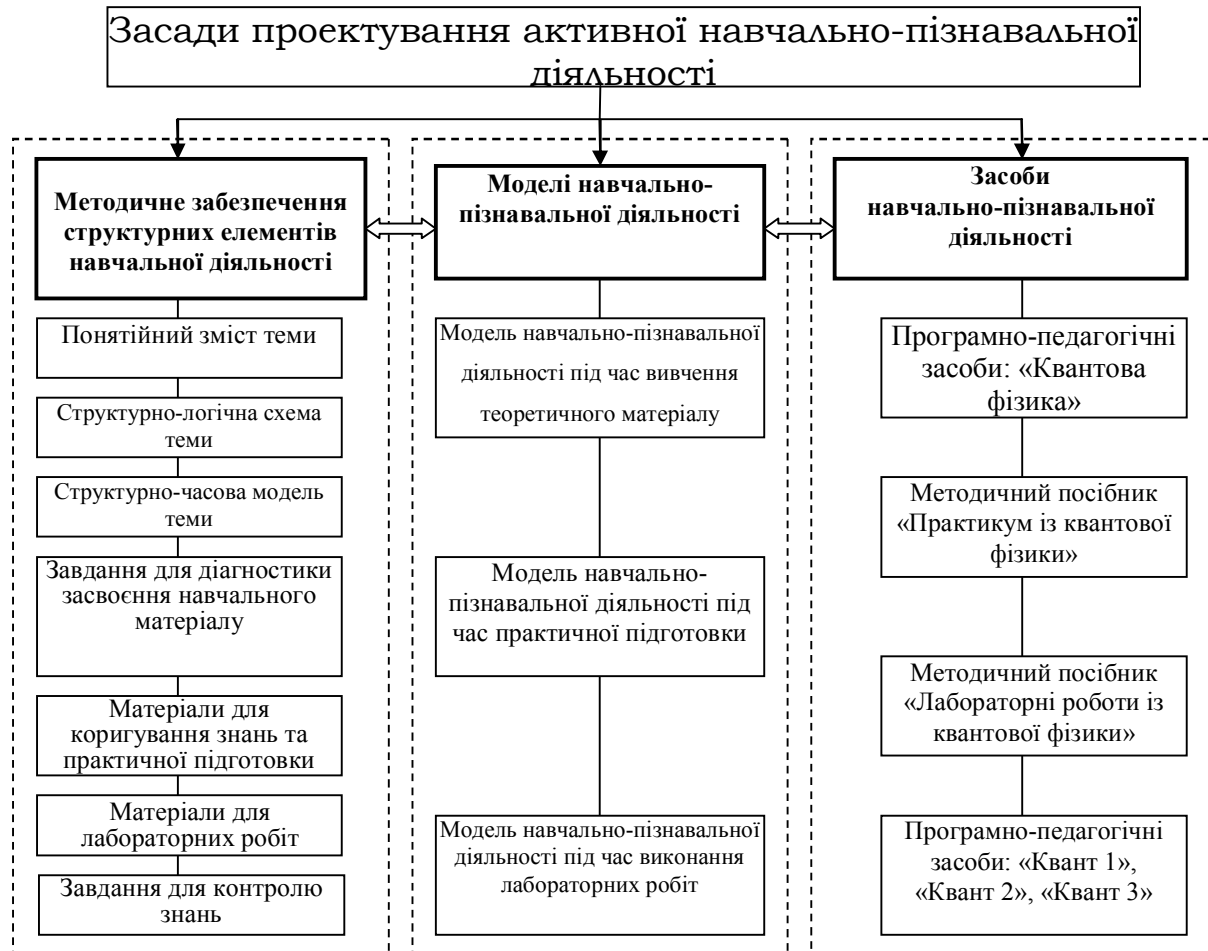 Засади проектування активної навчально-пізнавальної
діяльності
Методичне забезпечення
структурних елементів
навчальної діяльності
Понятійний зміст теми
Структурно-логічна схема
теми
Структурно-часова модель
теми
Завдання для діагностики
засвоєння навчального
матеріалу
Матеріали для
коригування знань та
практичної підготовки
Матеріали для
лабораторних робіт
Завдання для контролю
знань
Моделі навчально-
пізнавальної діяльності
Модель навчально-пізнавальної
діяльності під час вивчення
теоретичного матеріалу
Модель навчально-
пізнавальної діяльності під
час практичної підготовки
Модель навчально-пізнавальної
діяльності під час виконання
лабораторних робіт
Засоби
навчально-пізнавальної
діяльності
Програмно-педагогічні
засоби: «Квантова
фізика»
Методичний посібник
«Практикум із квантової
фізики»
Методичний посібник
«Лабораторні роботи із
квантової фізики»
Програмно-педагогічні
засоби: «Квант 1»,
«Квант 2», «Квант 3»